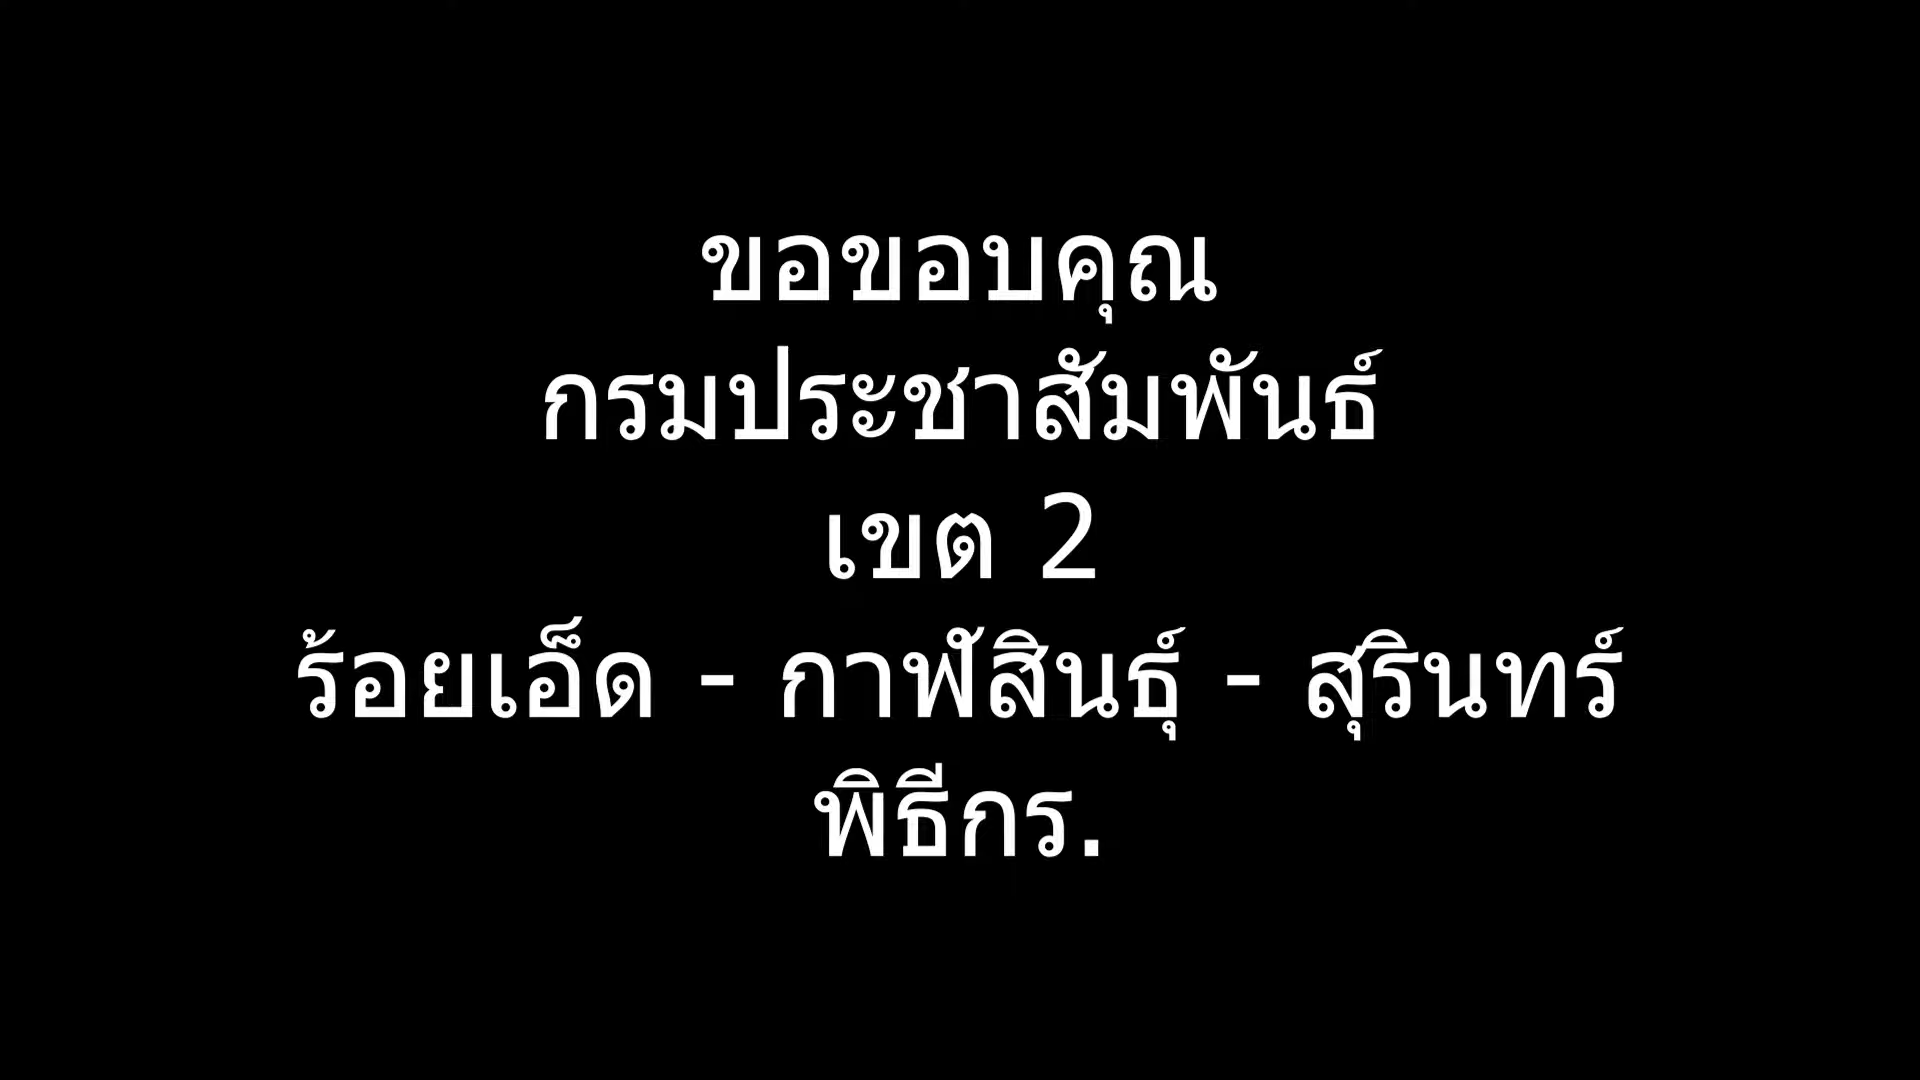 ขอขอบคุณ
กรมประชาสัมพันธ์
เขต 2
ร้อยเอ็ด - กาฬสินธุ์ - สุรินทร์
พิธีกร.